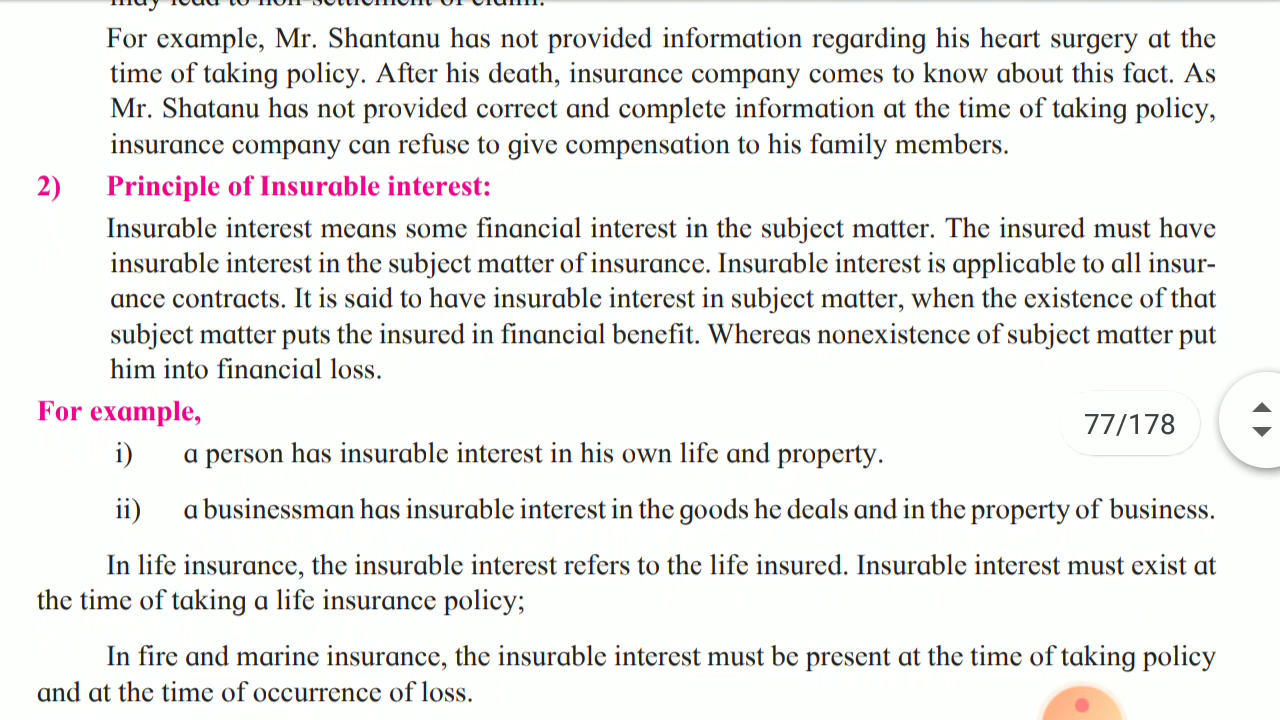 may lead to non-settlement of claim.
For example, Mr. Shantanu has not provided information regarding his heart surgery at the
time of taking policy. After his death, insurance company comes to know about this fact. As
Mr. Shatanu has not provided correct and complete information at the time of taking policy,
insurance company can refuse to give compensation to his family members.
2) Principle of Insurable interest:
Insurable interest means some financial interest in the subject matter. The insured must have
insurable interest in the subject matter of insurance. Insurable interest is applicable to all insur-
ance contracts. It is said to have insurable interest in subject matter, when the existence of that
subject matter puts the insured in financial benefit. Whereas nonexistence of subject matter put
him into financial loss.
For example,
77/178
i) a person has insurable interest in his own life and property.
ii) a businessman has insurable interest in the goods he deals and in the property of business.
In life insurance, the insurable interest refers to the life insured. Insurable interest must exist at
the time of taking a life insurance policy;
In fire and marine insurance, the insurable interest must be present at the time of taking policy
and at the time of occurrence of loss.